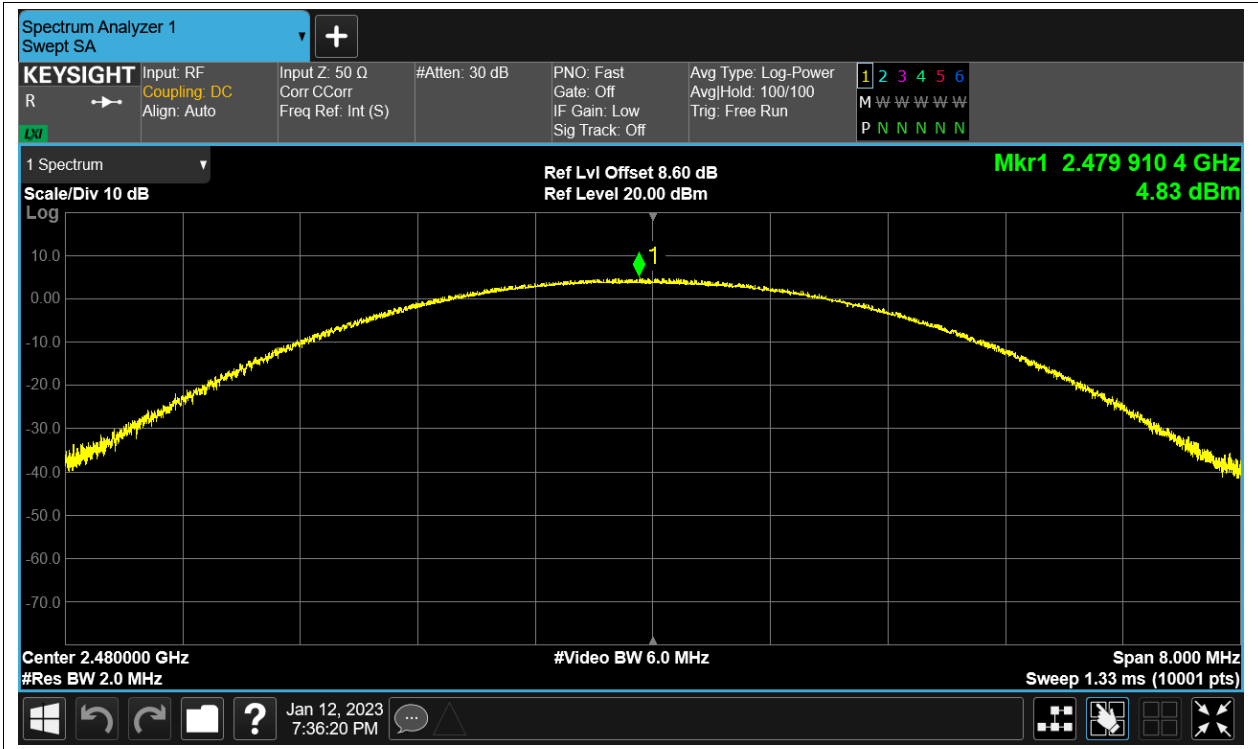 Spectrum Analyzer 1
Swept SA
KEYSIGHT
R
LXI
Input: RF
Coupling: DC
Align: Auto
Input Z: 50 Ω
Corr CCorr
Freq Ref: Int (S)
#Atten: 30 dB
PNO: Fast
Gate: Off
IF Gain: Low
Sig Track: Off
Avg Type: Log-Power
Avg|Hold: 100/100
Trig: Free Run
1 2 3 4 5 6
M W W W W W
P N N N N N
1 Spectrum
Scale/Div 10 dB
Log
Ref Lvl Offset 8.60 dB
Ref Level 20.00 dBm
Mkr1 2.479 910 4 GHz
4.83 dBm
1
10.0
0.00
-10.0
-20.0
-30.0
-40.0
-50.0
-60.0
-70.0
Center 2.480000 GHz
#Res BW 2.0 MHz
#Video BW 6.0 MHz
Span 8.000 MHz
Sweep 1.33 ms (10001 pts)
?
Jan 12, 2023
7:36:20 PM